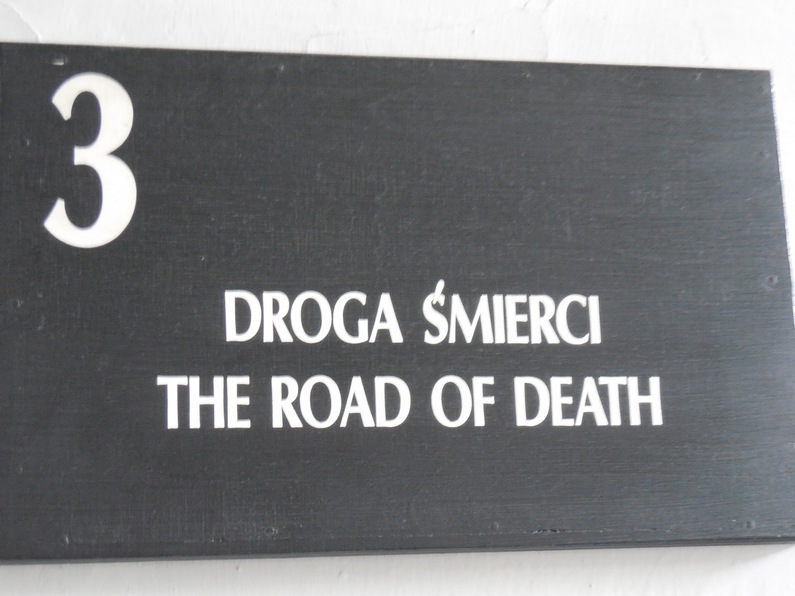 3
DROGA ŚMIERCI
THE ROAD OF DEATH